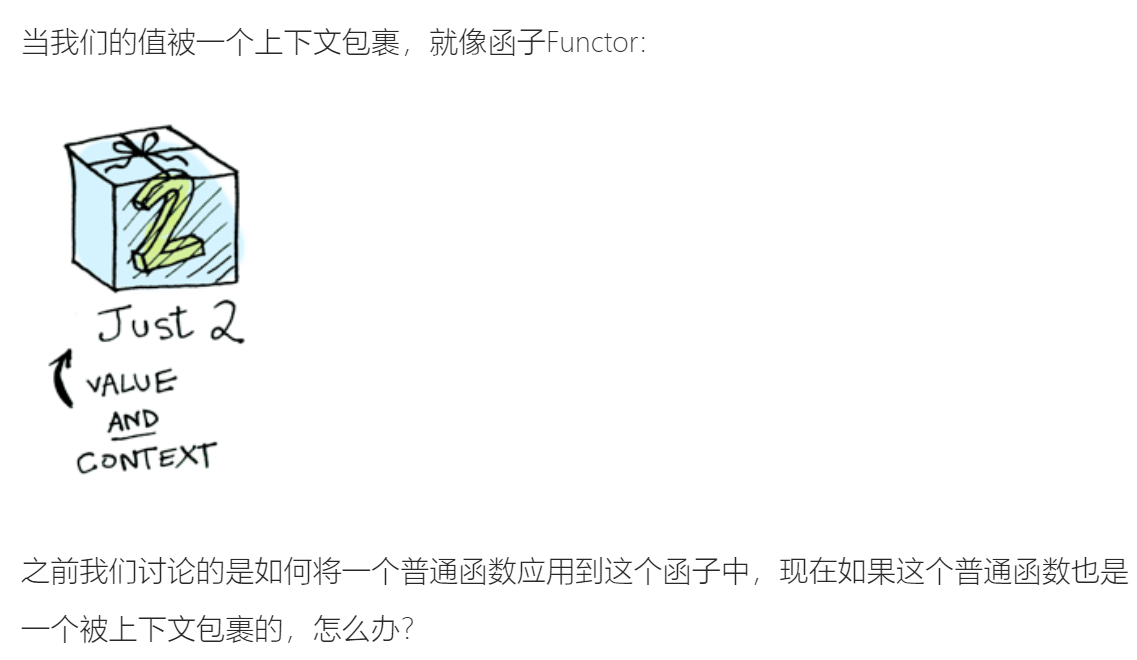 当我们的值被一个上下文包裹，就像函子Functor:
2
Just 2
VALUE
AND
CONTEXT
之前我们讨论的是如何将一个普通函数应用到这个函子中，现在如果这个普通函数也是
一个被上下文包裹的，怎么办?